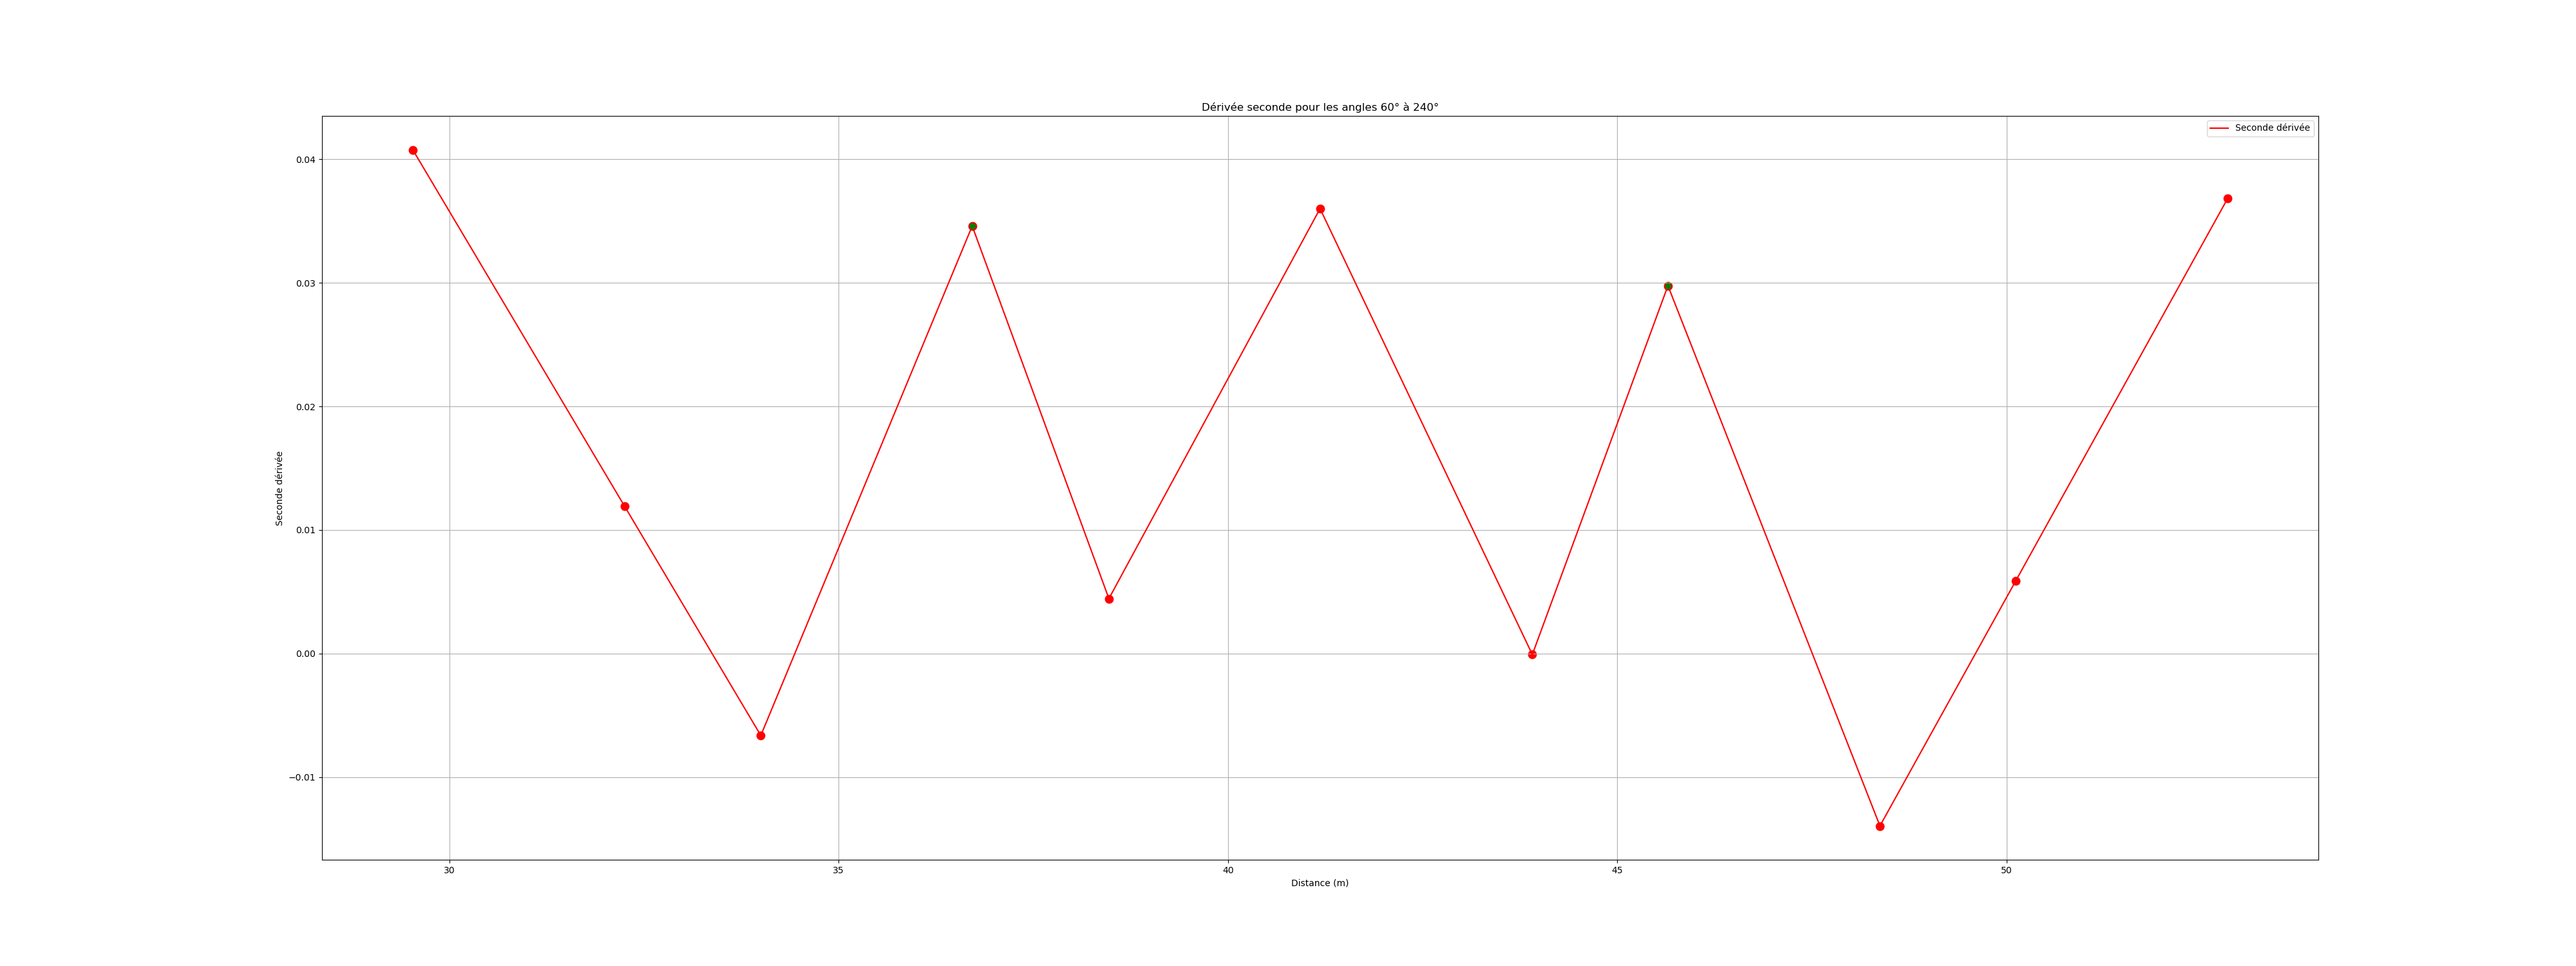 Dérivée seconde pour les angles 60° à 240°
Seconde dérivée
0.04
0.03
0.02
0.01
0.00
−0.01
Seconde dérivée
30
35
40
45
50
Distance (m)